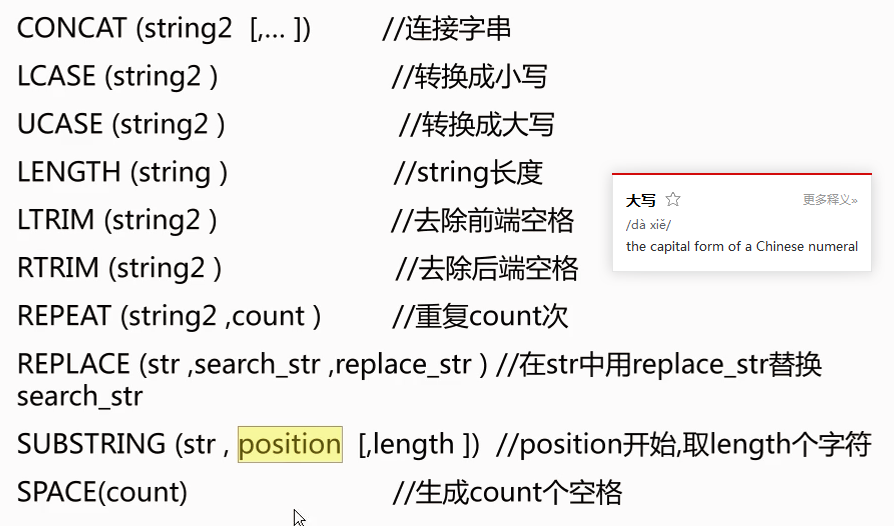 CONCAT (string2  [,... ])  //连接字串
LCASE (string2 )  //转换成小写
UCASE (string2 )  //转换成大写
LENGTH (string )  //string长度
LTRIM (string2 )  //去除前端空格
RTRIM (string2 )  //去除后端空格
REPEAT (string2 ,count )  //重复count次
REPLACE (str ,search_str ,replace_str ) //在str中用replace_str替换
search_str
SUBSTRING (str , position  [,length ])  //position开始,取length个字符
SPACE(count)  //生成count个空格
大写 更多释义»
/dà xiě/
the capital form of a Chinese numeral